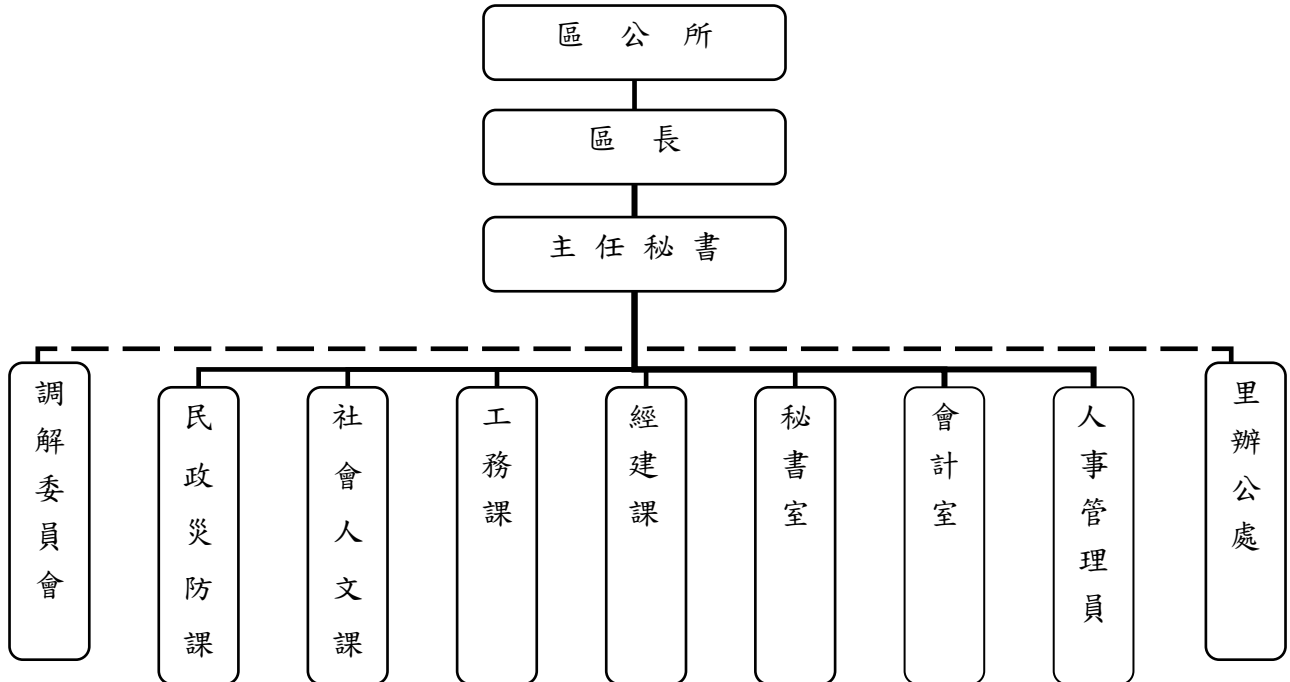 區 公 所
區 長
主 任 秘 書
調解委員會
民政災防課
社會人文課
工務課
經建課
秘書室
會計室
人事管理員
里辦公處